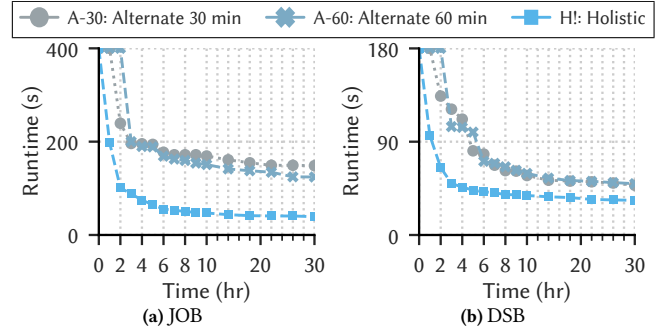 A-30: Alternate 30 min A-60: Alternate 60 min H!: Holistic
Runtime (s)
400
200
0
0 2 4 6 8 10 20 30
Time (hr)
(a) JOB
Runtime (s)
180
90
0
0 2 4 6 8 10 20 30
Time (hr)
(b) DSB